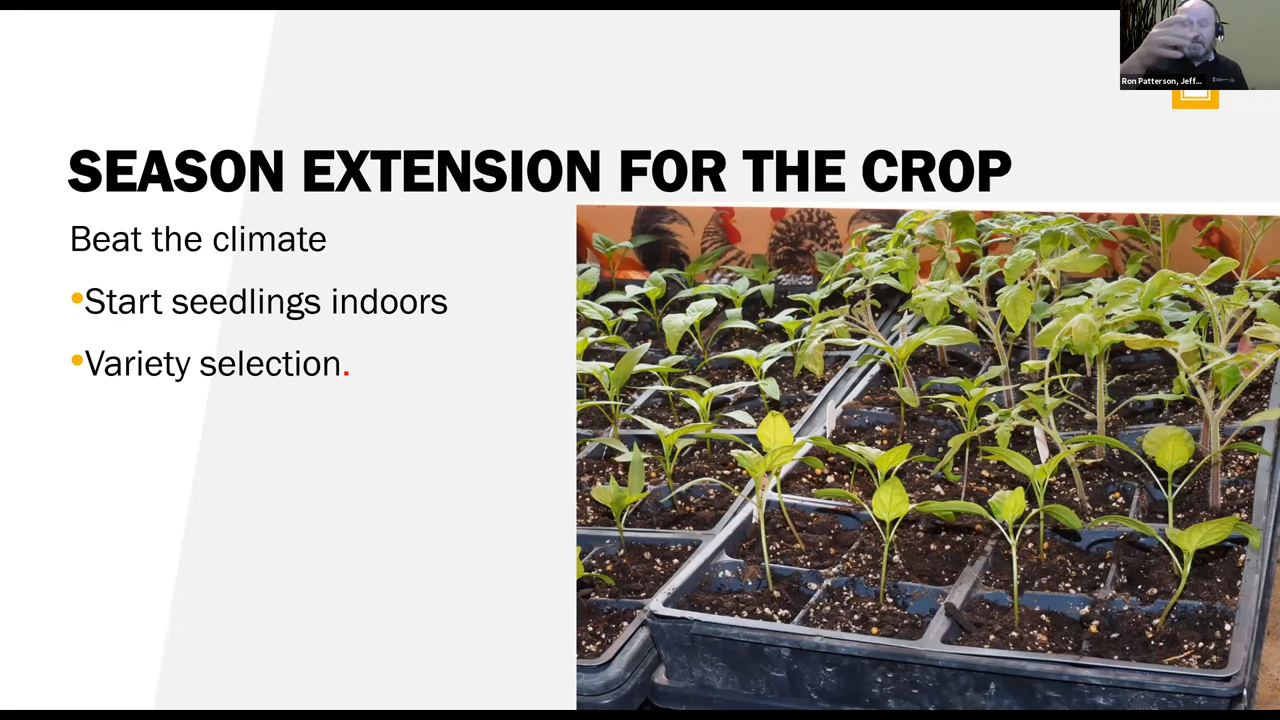 Ron Patterson, Jeff...
SEASON EXTENSION FOR THE CROP
Beat the climate
•Start seedlings indoors
•Variety selection.